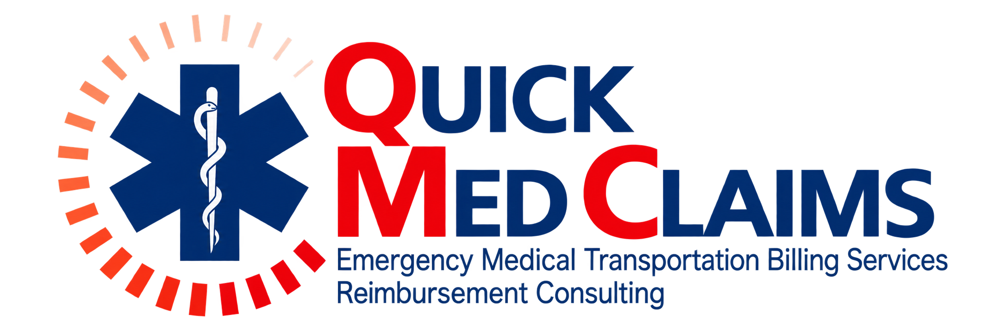 QUICK
MED CLAIMS
Emergency Medical Transportation Billing Services
Reimbursement Consulting